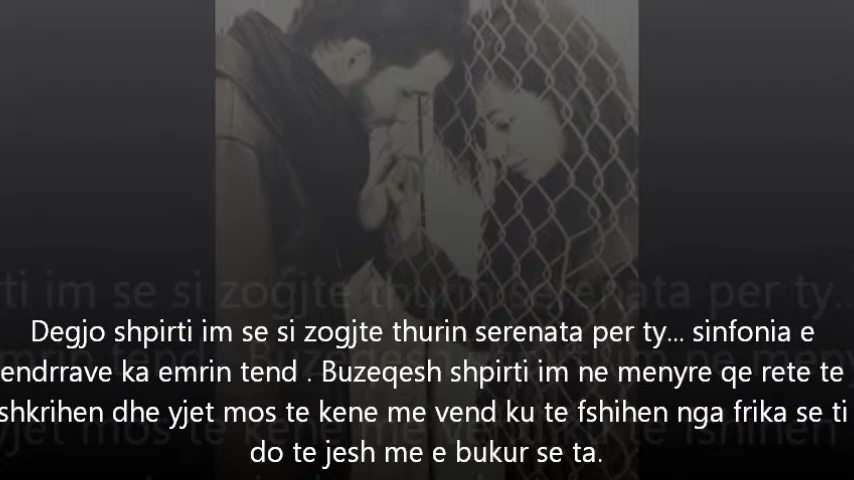 Degjo shpirti im se si zogjte thurin serenata per ty... sinfonia e
endrrave ka emrin tend . Buzeqesh shpirti im ne menyre qe rete te
shkrihen dhe yjet mos te kene me vend ku te fshihen nga frika se ti
do te jesh me e bukur se ta.